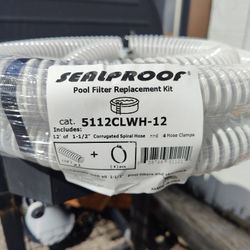 SEALPROOF®
Pool Filter Replacement Kit
cat. 5112CLWH-12
Includes:
12' of 1-1/2" Corrugated Spiral Hose 4 Hose Clamps
+